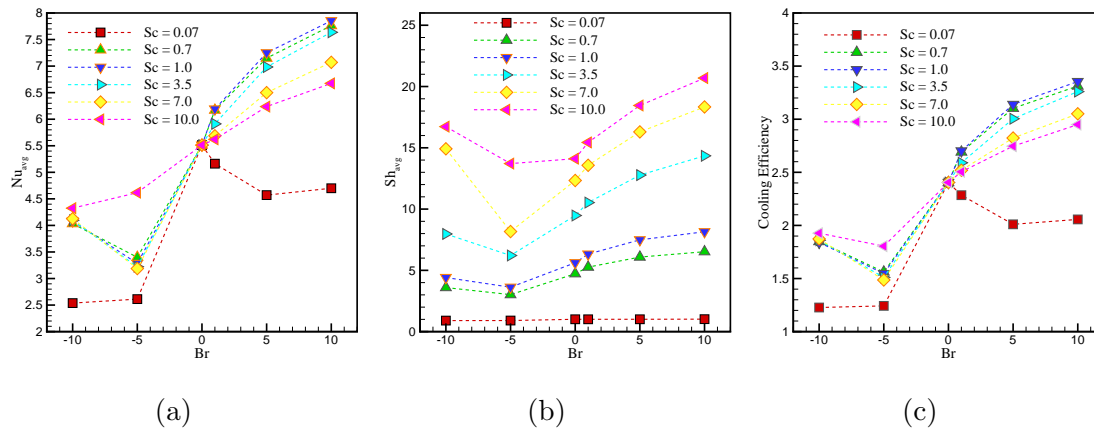 8
7.5
7
6.5
6
5.5
5
4.5
4
3.5
3
2.5
2
Nu_avg
Sc = 0.07
Sc = 0.7
Sc = 1.0
Sc = 3.5
Sc = 7.0
Sc = 10.0
-10 -5 0 5 10
Br
(a)
25
20
15
10
5
0
Sh_avg
Sc = 0.07
Sc = 0.7
Sc = 1.0
Sc = 3.5
Sc = 7.0
Sc = 10.0
-10 -5 0 5 10
Br
(b)
4
3.5
3
2.5
2
1.5
1
Cooling Efficiency
Sc = 0.07
Sc = 0.7
Sc = 1.0
Sc = 3.5
Sc = 7.0
Sc = 10.0
-10 -5 0 5 10
Br
(c)